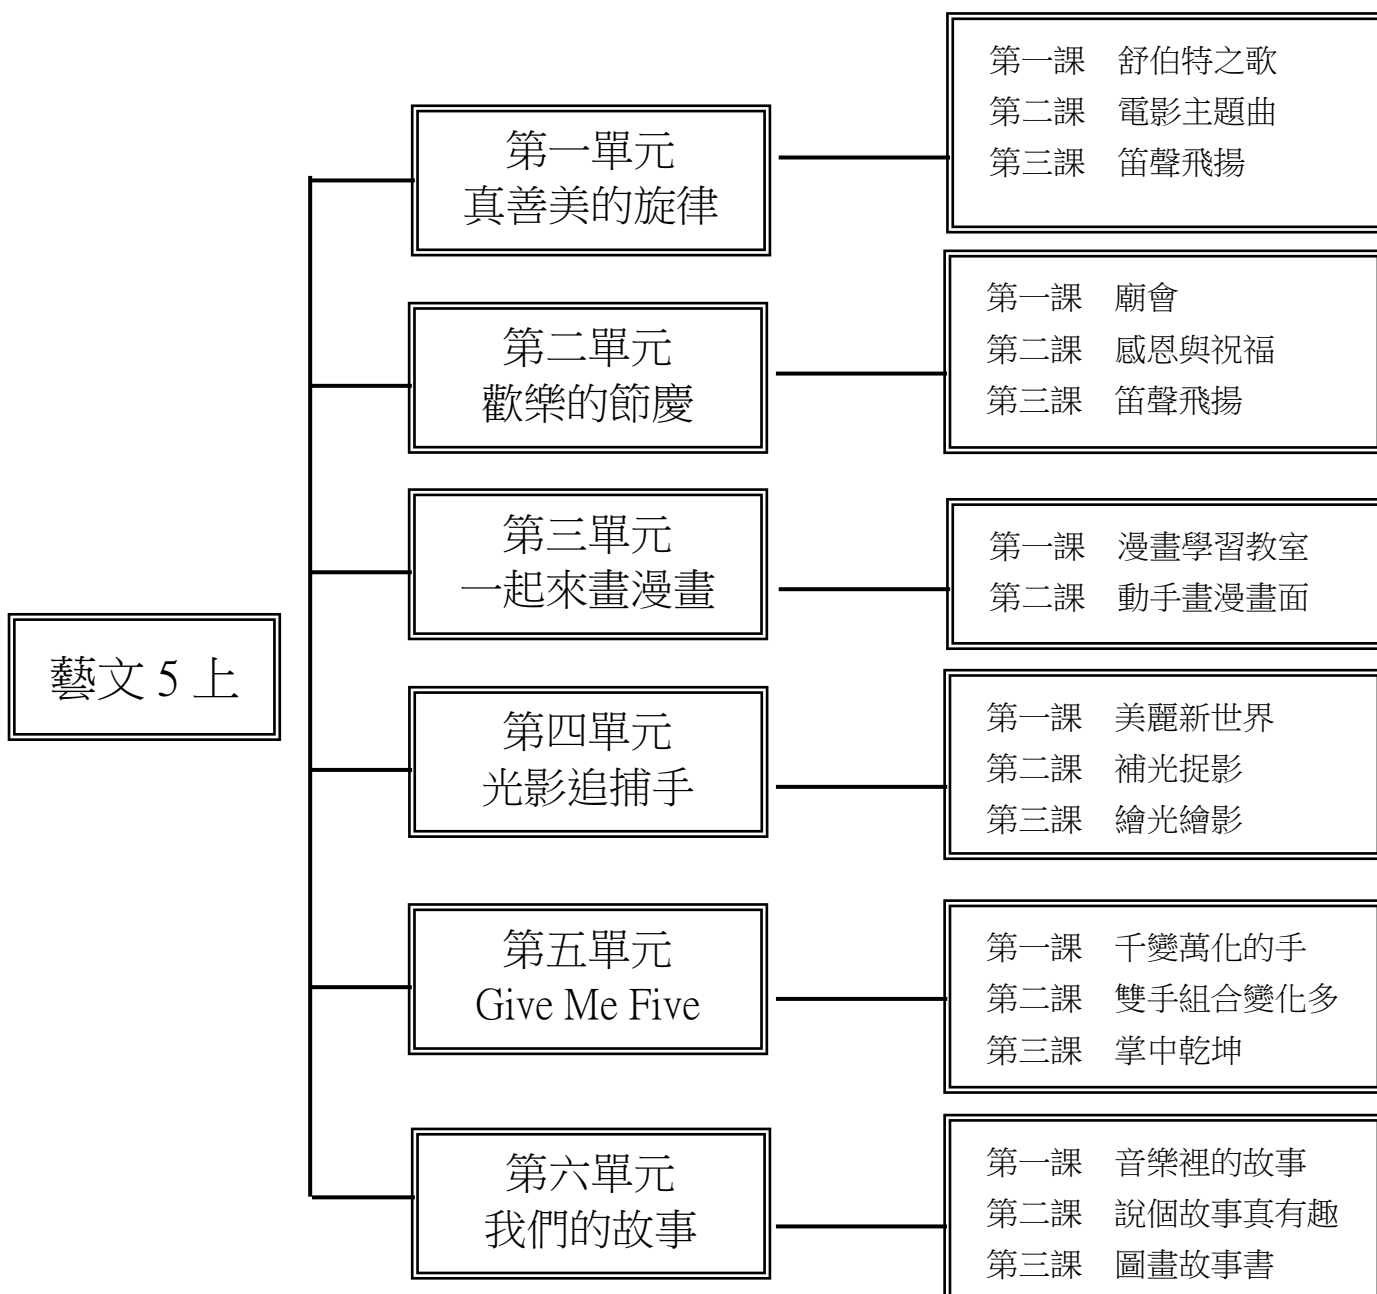 藝文 5 上
第一單元
真善美的旋律
第一課 舒伯特之歌
第二課 電影主題曲
第三課 笛聲飛揚
第二單元
歡樂的節慶
第一課 廟會
第二課 感恩與祝福
第三課 笛聲飛揚
第三單元
一起來畫漫畫
第一課 漫畫學習教室
第二課 動手畫漫畫面
第四單元
光影追捕手
第一課 美麗新世界
第二課 補光捉影
第三課 繪光繪影
第五單元
Give Me Five
第一課 千變萬化的手
第二課 雙手組合變化多
第三課 掌中乾坤
第六單元
我們的故事
第一課 音樂裡的故事
第二課 說個故事真有趣
第三課 圖畫故事書